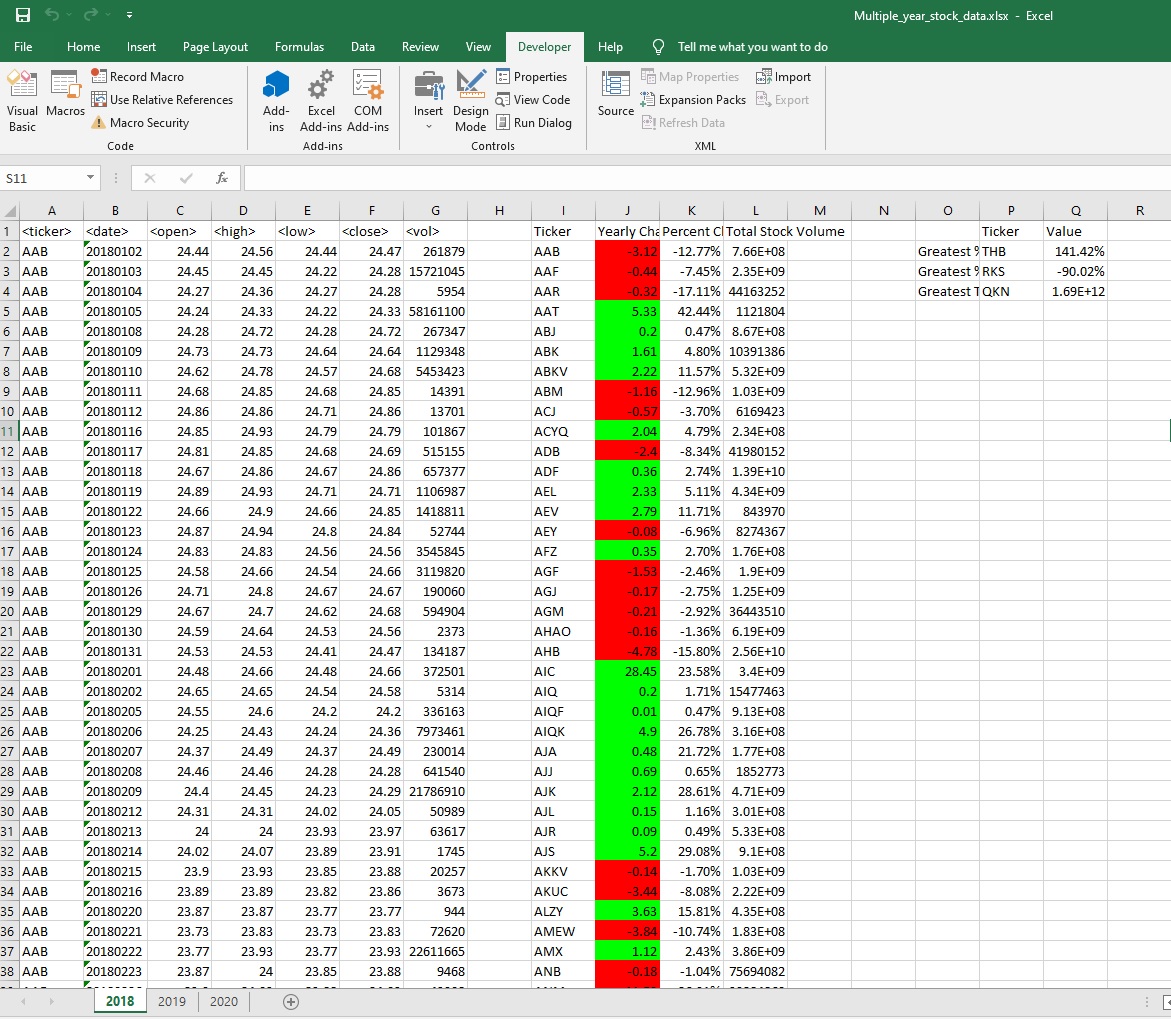 Multiple_year_stock_data.xlsx - Excel
File Home Insert Page Layout Formulas Data Review View Developer Help Tell me what you want to do
Visual Basic
Macros
Record Macro
Use Relative References
Macro Security
Code
Add-ins
Excel Add-ins
COM Add-ins
Add-ins
Insert
Design Mode
Properties
View Code
Run Dialog
Controls
Source
Map Properties
Expansion Packs
Refresh Data
Import
Export
XML
S11 fx
A B C D E F G H I J K L M N O P Q R
1 <ticker> <date> <open> <high> <low> <close> <vol> Ticker Yearly Cha Percent Cl Total Stock Volume Ticker Value
2 AAB 20180102 24.44 24.56 24.44 24.47 261879 AAB -3.12 -12.77% 7.66E+08 Greatest % THB 141.42%
3 AAB 20180103 24.45 24.45 24.22 24.28 15721045 AAF -0.44 -7.45% 2.35E+09 Greatest % RKS -90.02%
4 AAB 20180104 24.27 24.36 24.27 24.28 5954 AAR -0.32 -17.11% 44163252 Greatest T QKN 1.69E+12
5 AAB 20180105 24.24 24.33 24.22 24.33 58161100 AAT 5.33 42.44% 1121804
6 AAB 20180108 24.28 24.72 24.28 24.72 267347 ABJ 0.2 0.47% 8.67E+08
7 AAB 20180109 24.73 24.73 24.64 24.64 1129348 ABK 1.61 4.80% 10391386
8 AAB 20180110 24.62 24.78 24.57 24.68 5453423 ABKV 2.22 11.57% 5.32E+09
9 AAB 20180111 24.68 24.85 24.68 24.85 14391 ABM -1.16 -12.96% 1.03E+09
10 AAB 20180112 24.86 24.86 24.71 24.86 13701 ACJ -0.57 -3.70% 6169423
11 AAB 20180116 24.85 24.93 24.79 24.79 101867 ACYQ 2.04 4.79% 2.34E+08
12 AAB 20180117 24.81 24.85 24.68 24.69 515155 ADB -2.4 -8.34% 41980152
13 AAB 20180118 24.67 24.86 24.67 24.86 657377 ADF 0.36 2.74% 1.39E+10
14 AAB 20180119 24.89 24.93 24.71 24.71 1106987 AEL 2.33 5.11% 4.34E+09
15 AAB 20180122 24.66 24.9 24.66 24.85 1418811 AEV 2.79 11.71% 843970
16 AAB 20180123 24.87 24.94 24.8 24.84 52744 AEY -0.08 -6.96% 8274367
17 AAB 20180124 24.83 24.83 24.56 24.56 3545845 AFZ 0.35 2.70% 1.76E+08
18 AAB 20180125 24.58 24.66 24.54 24.66 3119820 AGF -1.53 -2.46% 1.9E+09
19 AAB 20180126 24.71 24.8 24.67 24.67 190060 AGJ -0.17 -2.75% 1.25E+09
20 AAB 20180129 24.67 24.7 24.62 24.68 594904 AGM -0.21 -2.92% 36443510
21 AAB 20180130 24.59 24.64 24.53 24.56 2373 AHAO -0.16 -1.36% 6.19E+09
22 AAB 20180131 24.53 24.53 24.41 24.47 134187 AHB -4.78 -15.80% 2.56E+10
23 AAB 20180201 24.48 24.66 24.48 24.66 372501 AIC 28.45 23.58% 3.4E+09
24 AAB 20180202 24.65 24.65 24.54 24.58 5314 AIQ 0.2 1.71% 15477463
25 AAB 20180205 24.55 24.6 24.2 24.2 336163 AIQF 0.01 0.47% 9.13E+08
26 AAB 20180206 24.25 24.43 24.24 24.36 7973461 AIQK 4.9 26.78% 3.16E+08
27 AAB 20180207 24.37 24.49 24.37 24.49 230014 AJA 0.48 21.72% 1.77E+08
28 AAB 20180208 24.46 24.46 24.28 24.28 641540 AJJ 0.69 0.65% 1852773
29 AAB 20180209 24.4 24.45 24.23 24.29 21786910 AJK 2.12 28.61% 4.71E+09
30 AAB 20180212 24.31 24.31 24.02 24.05 50989 AJL 0.15 1.16% 3.01E+08
31 AAB 20180213 24 24 23.93 23.97 63617 AJR 0.09 0.49% 5.33E+08
32 AAB 20180214 24.02 24.07 23.89 23.91 1745 AJS 5.2 29.08% 9.1E+08
33 AAB 20180215 23.9 23.93 23.85 23.88 20257 AKKV -0.14 -1.70% 1.03E+09
34 AAB 20180216 23.89 23.89 23.82 23.86 3673 AKUC -3.44 -8.08% 2.22E+09
35 AAB 20180220 23.87 23.87 23.77 23.77 944 ALZY 3.63 15.81% 4.35E+08
36 AAB 20180221 23.73 23.83 23.73 23.83 72620 AMEW -3.84 -10.74% 1.83E+08
37 AAB 20180222 23.77 23.93 23.77 23.93 22611665 AMX 1.12 2.43% 3.86E+09
38 AAB 20180223 23.87 24 23.85 23.88 9468 ANB -0.18 -1.04% 75694082
2018 2019 2020